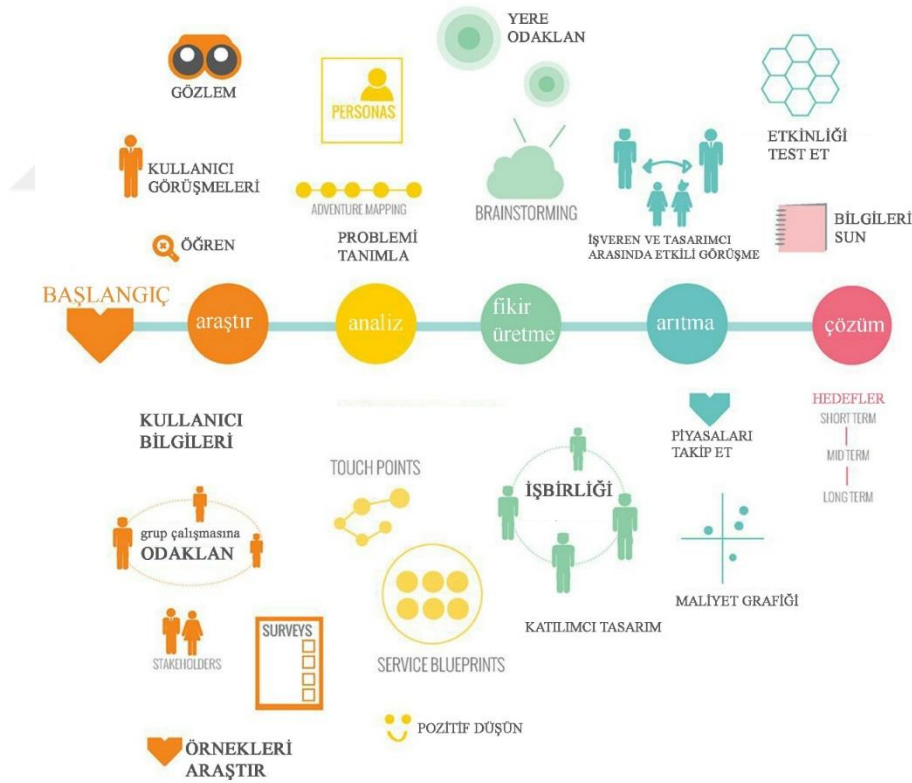 GÖZLEM
KULLANICI
GÖRÜŞMELERİ
ÖĞREN
PERSONAS
ADVENTURE MAPPING
PROBLEMİ
TANIMLA
YERE
ODAKLAN
BRAINSTORMING
İŞVEREN VE TASARIMCI
ARASINDA ETKİLİ GÖRÜŞME
ETKİNLİĞİ
TEST ET
BİLGİLERİ
SUN
BAŞLANGIÇ
araştır
analiz
fikir
üretme
arıtma
çözüm
KULLANICI
BİLGİLERİ
grup çalışmasına
ODAKLAN
STAKEHOLDERS
SURVEYS
ÖRNEKLERİ
ARAŞTIR
TOUCH POINTS
SERVICE BLUEPRINTS
POZİTİF DÜŞÜN
İŞBİRLİĞİ
KATILIMCI TASARIM
PİYASALARI
TAKİP ET
MALİYET GRAFİĞİ
HEDEFLER
SHORT TERM
MID TERM
LONG TERM